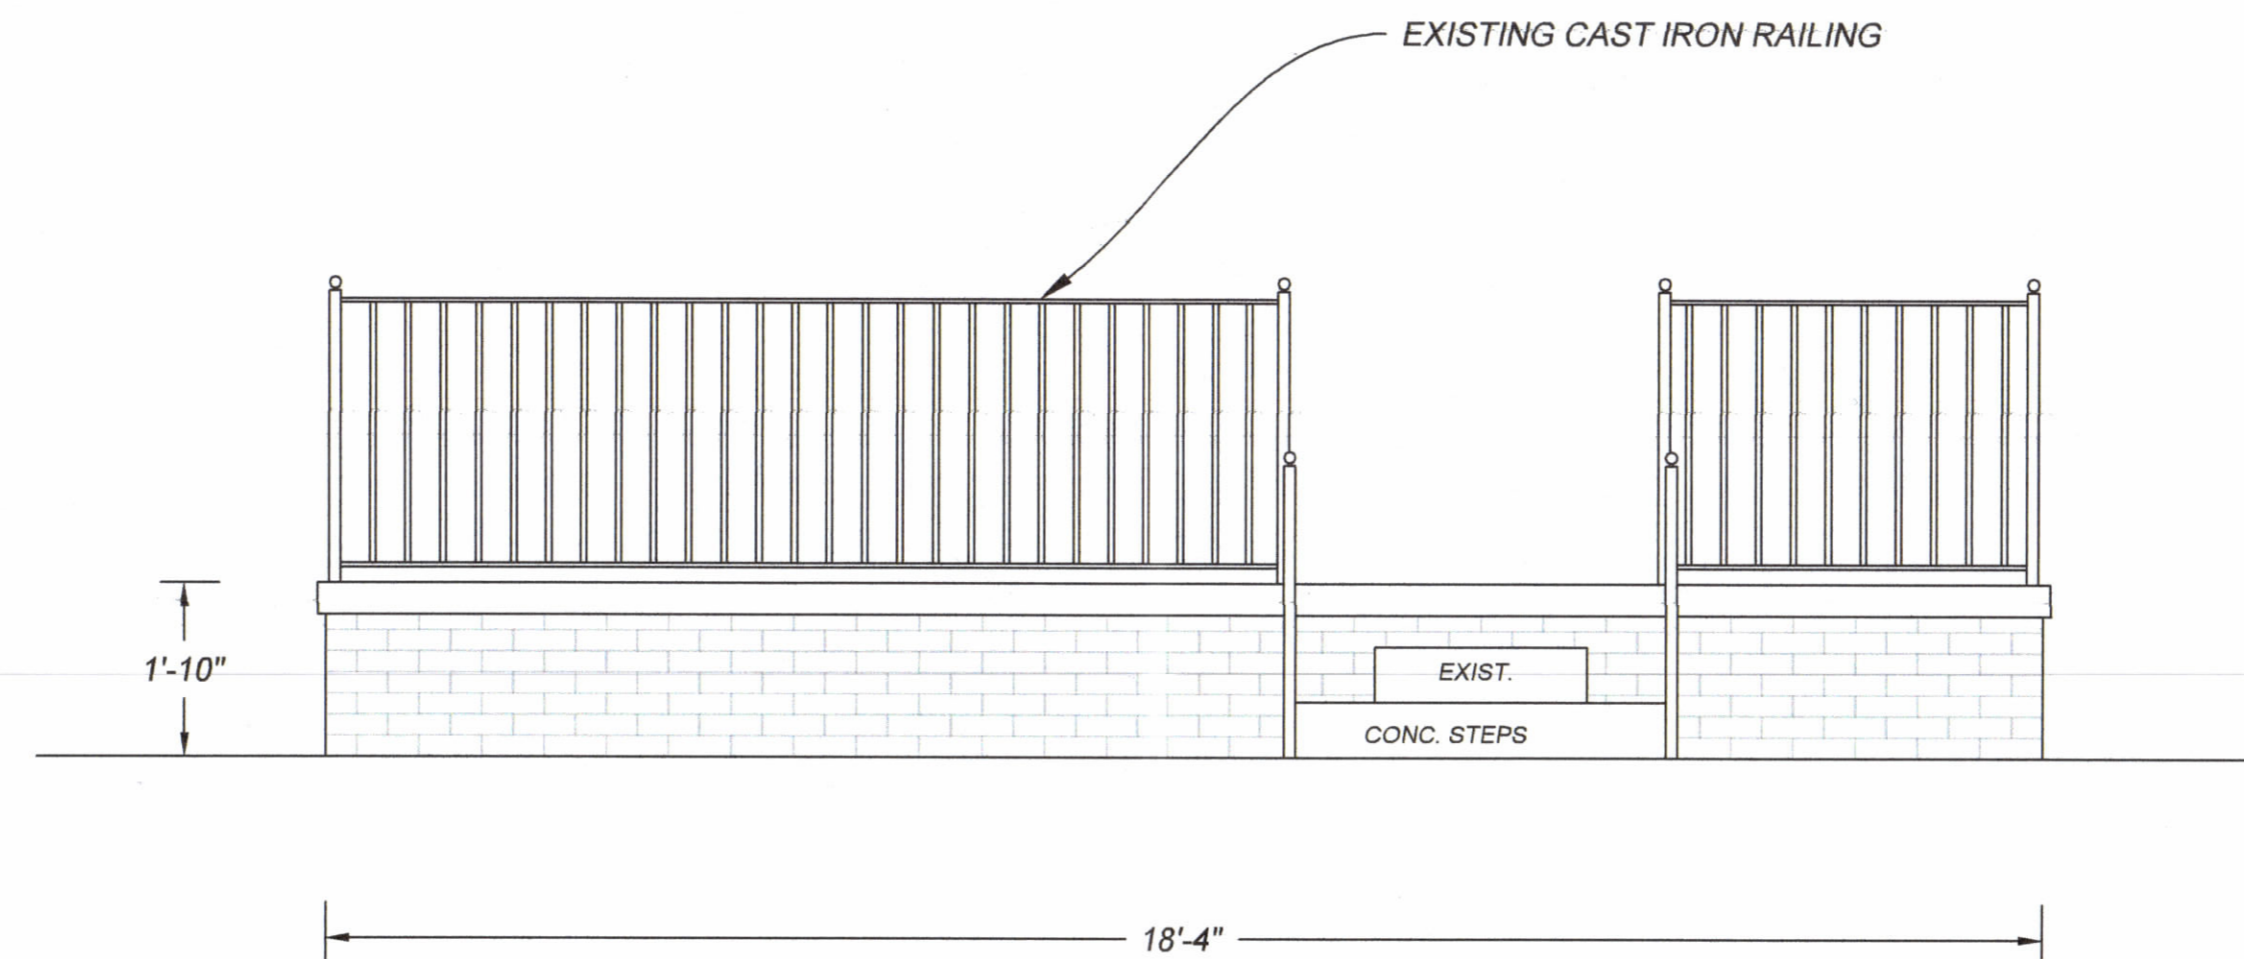 EXISTING CAST IRON RAILING
1'-10"
EXIST.
CONC. STEPS
18'-4"